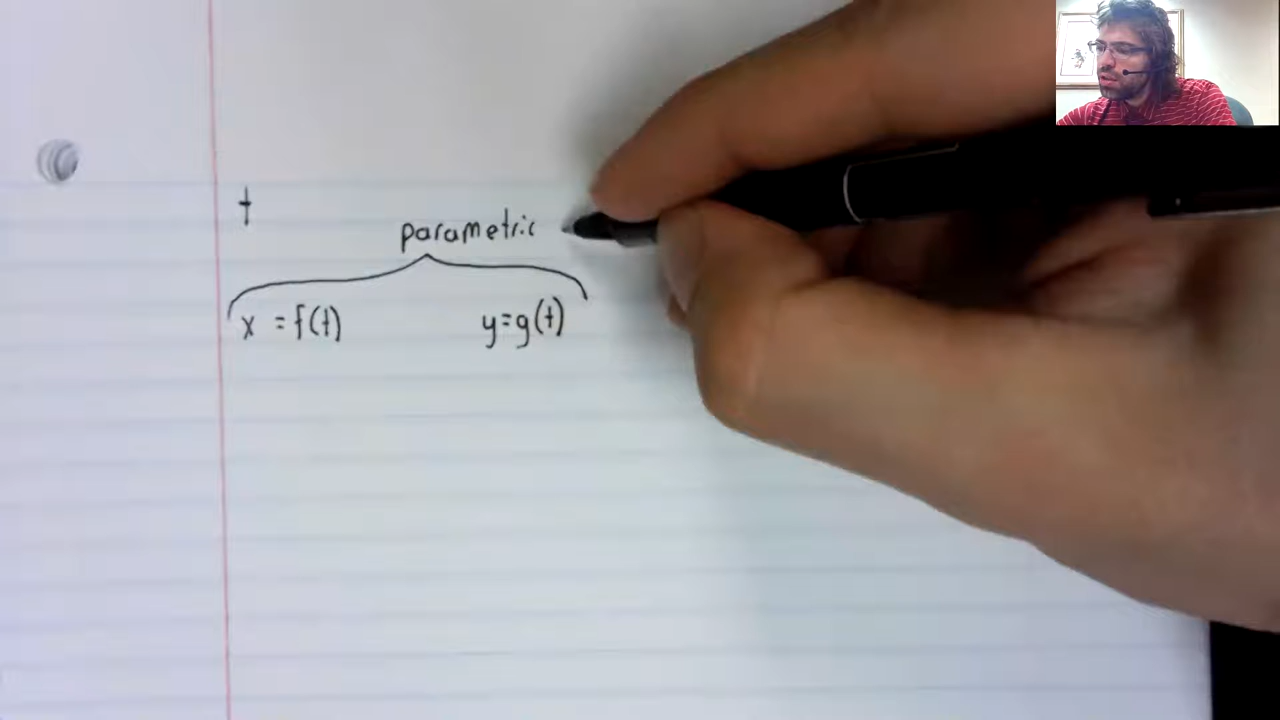 t
parametric
x = f(t) y=g(t)